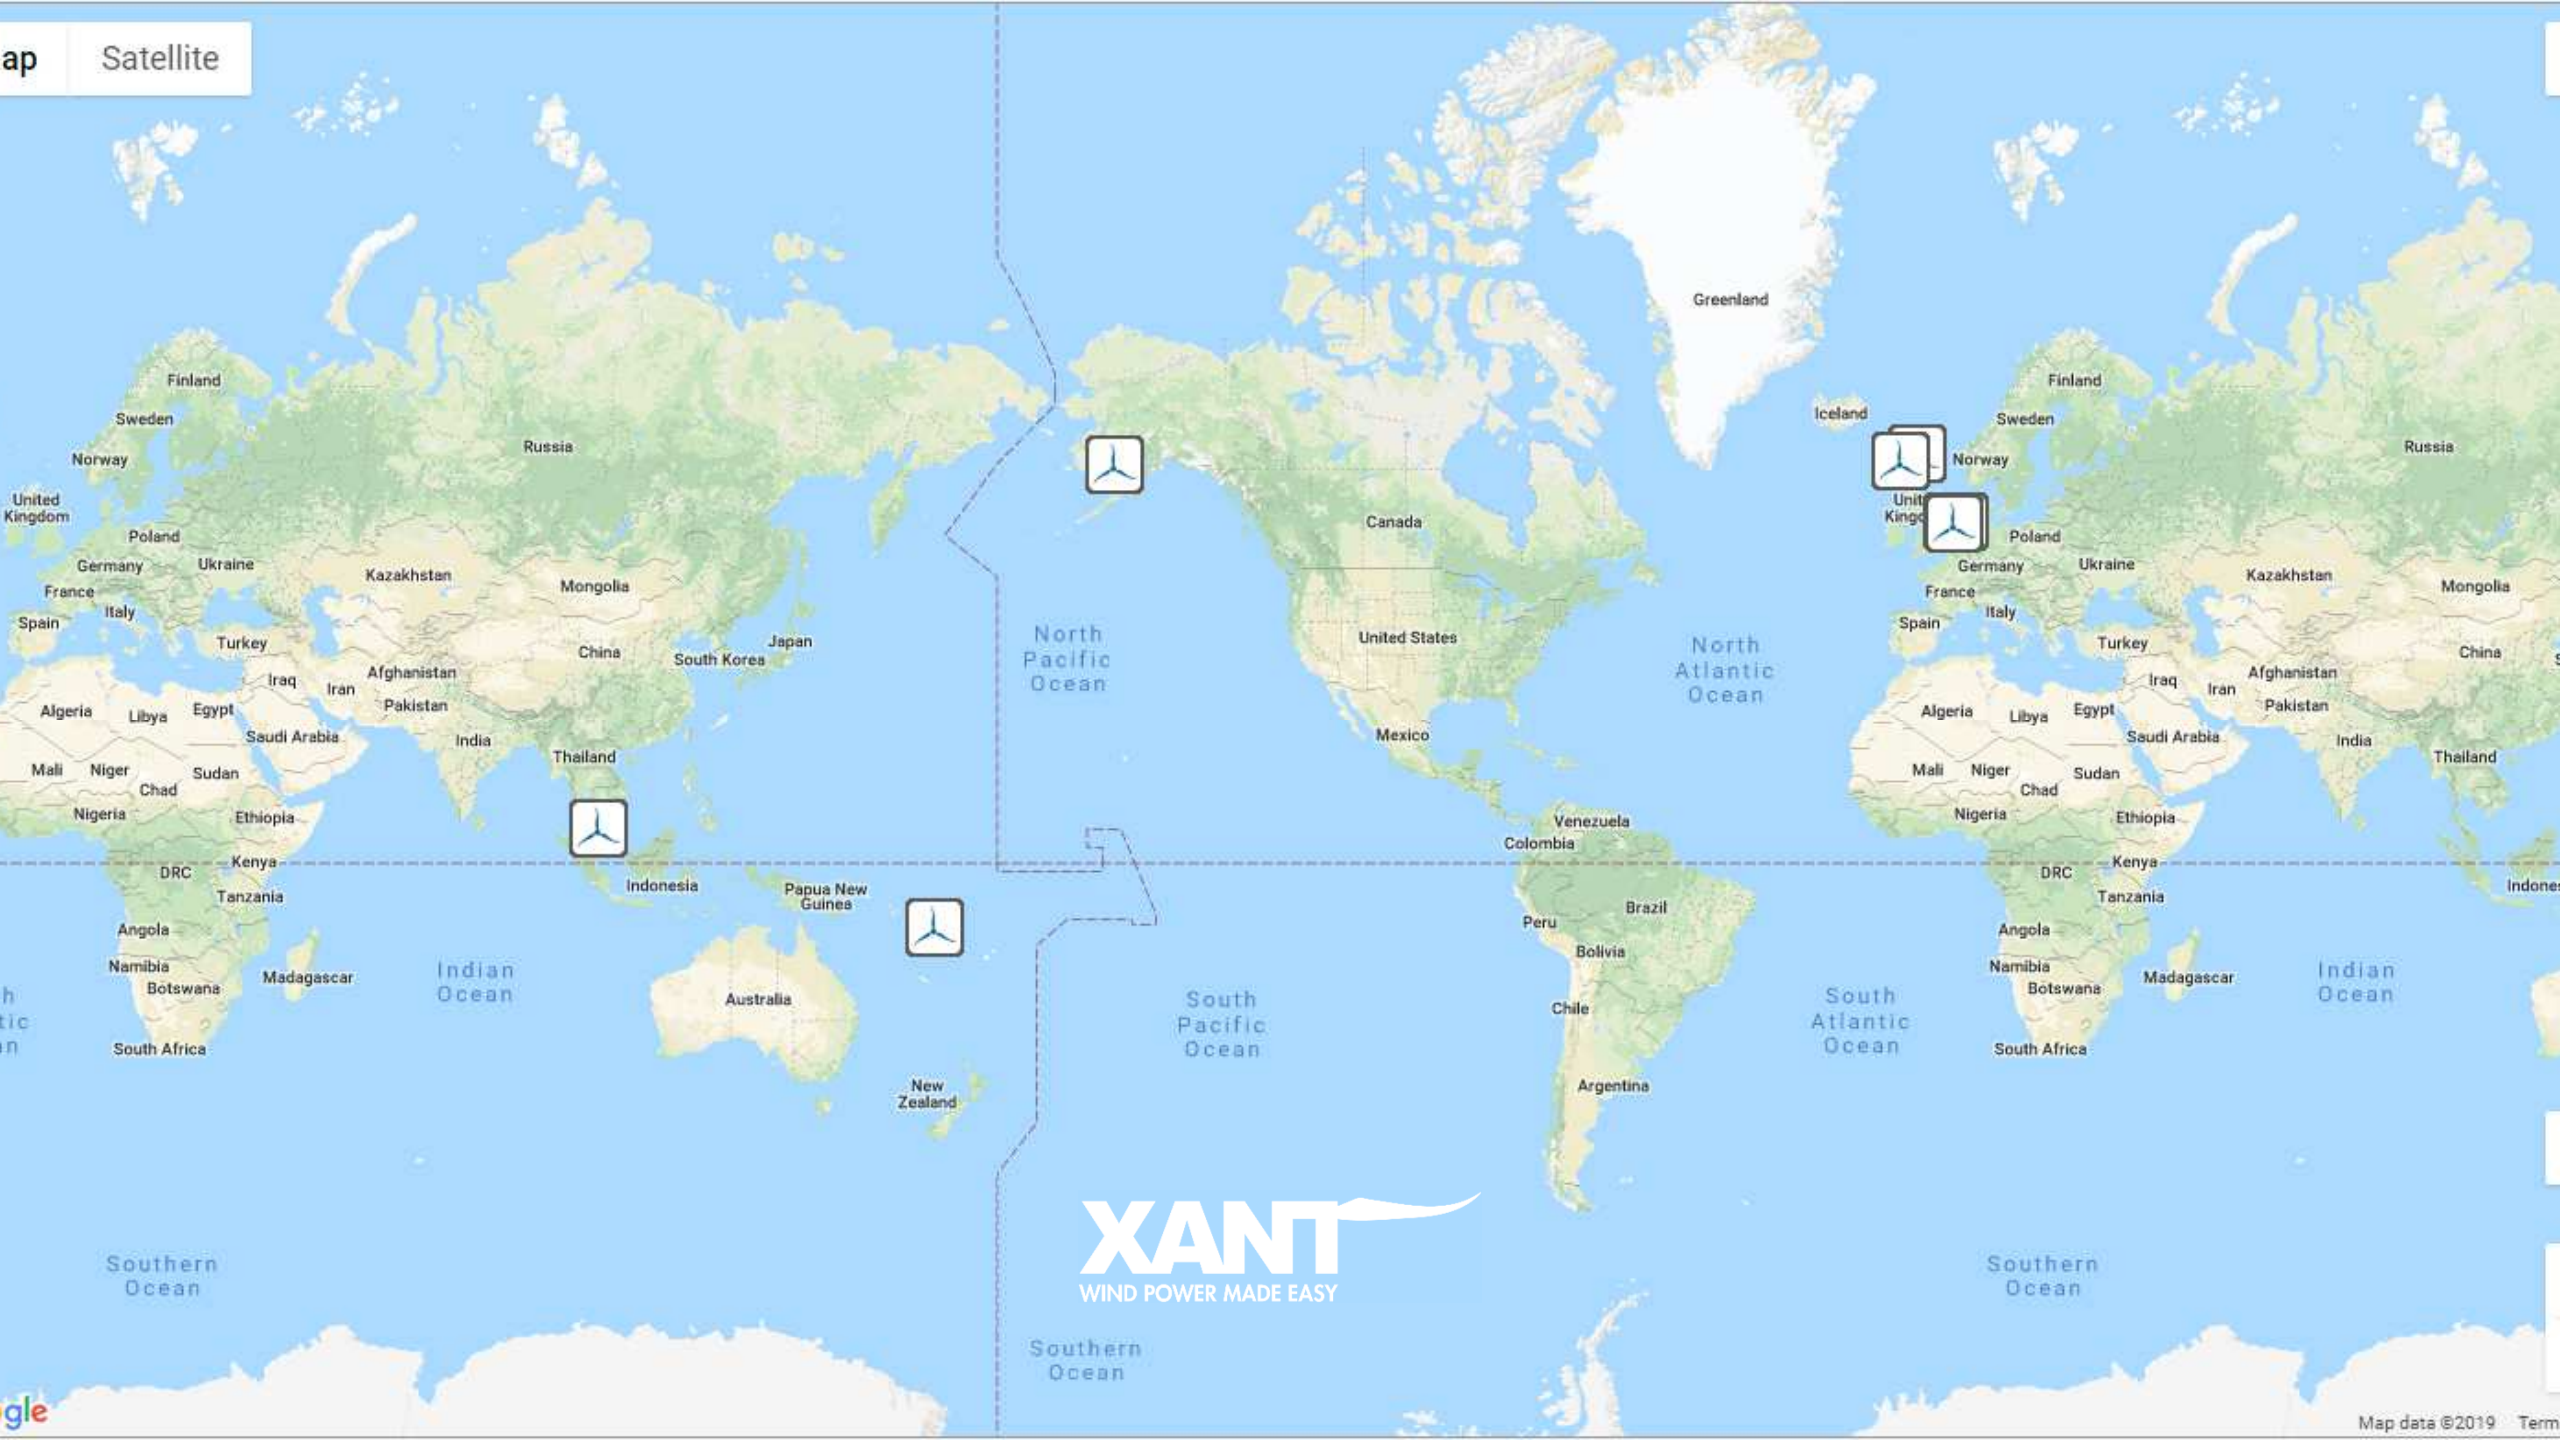 ap
Satellite
Greenland
Finland
Finland
Iceland
Sweden
Sweden
Russia
Russia
Norway
Norway
United
Kingdom
Canada
Poland
Poland
Germany
Ukraine
Germany
Ukraine
Kazakhstan
Mongolia
Kazakhstan
Mongolia
France
Italy
France
Italy
Spain
Spain
Turkey
Turkey
Japan
South Korea
China
China
United States
North
Pacific
Ocean
North
Atlantic
Ocean
Afghanistan
Afghanistan
Iraq
Iran
Iraq
Iran
Pakistan
Pakistan
Algeria
Libya
Egypt
Algeria
Libya
Egypt
Saudi Arabia
Saudi Arabia
India
India
Mexico
Thailand
Thailand
Mali
Niger
Sudan
Mali
Niger
Sudan
Chad
Chad
Nigeria
Ethiopia
Nigeria
Ethiopia
Venezuela
Colombia
Kenya
Kenya
DRC
DRC
Indonesia
Papua New
Guinea
Tanzania
Tanzania
Brazil
Peru
Angola
Angola
Bolivia
Namibia
Namibia
Madagascar
Madagascar
Botswana
Botswana
Indian
Ocean
Indian
Ocean
Australia
Chile
South
Pacific
Ocean
South
Atlantic
Ocean
South Africa
South Africa
New
Zealand
Argentina
XANT
WIND POWER MADE EASY
Southern
Ocean
Southern
Ocean
Southern
Ocean
gle
Map data ©2019
Term